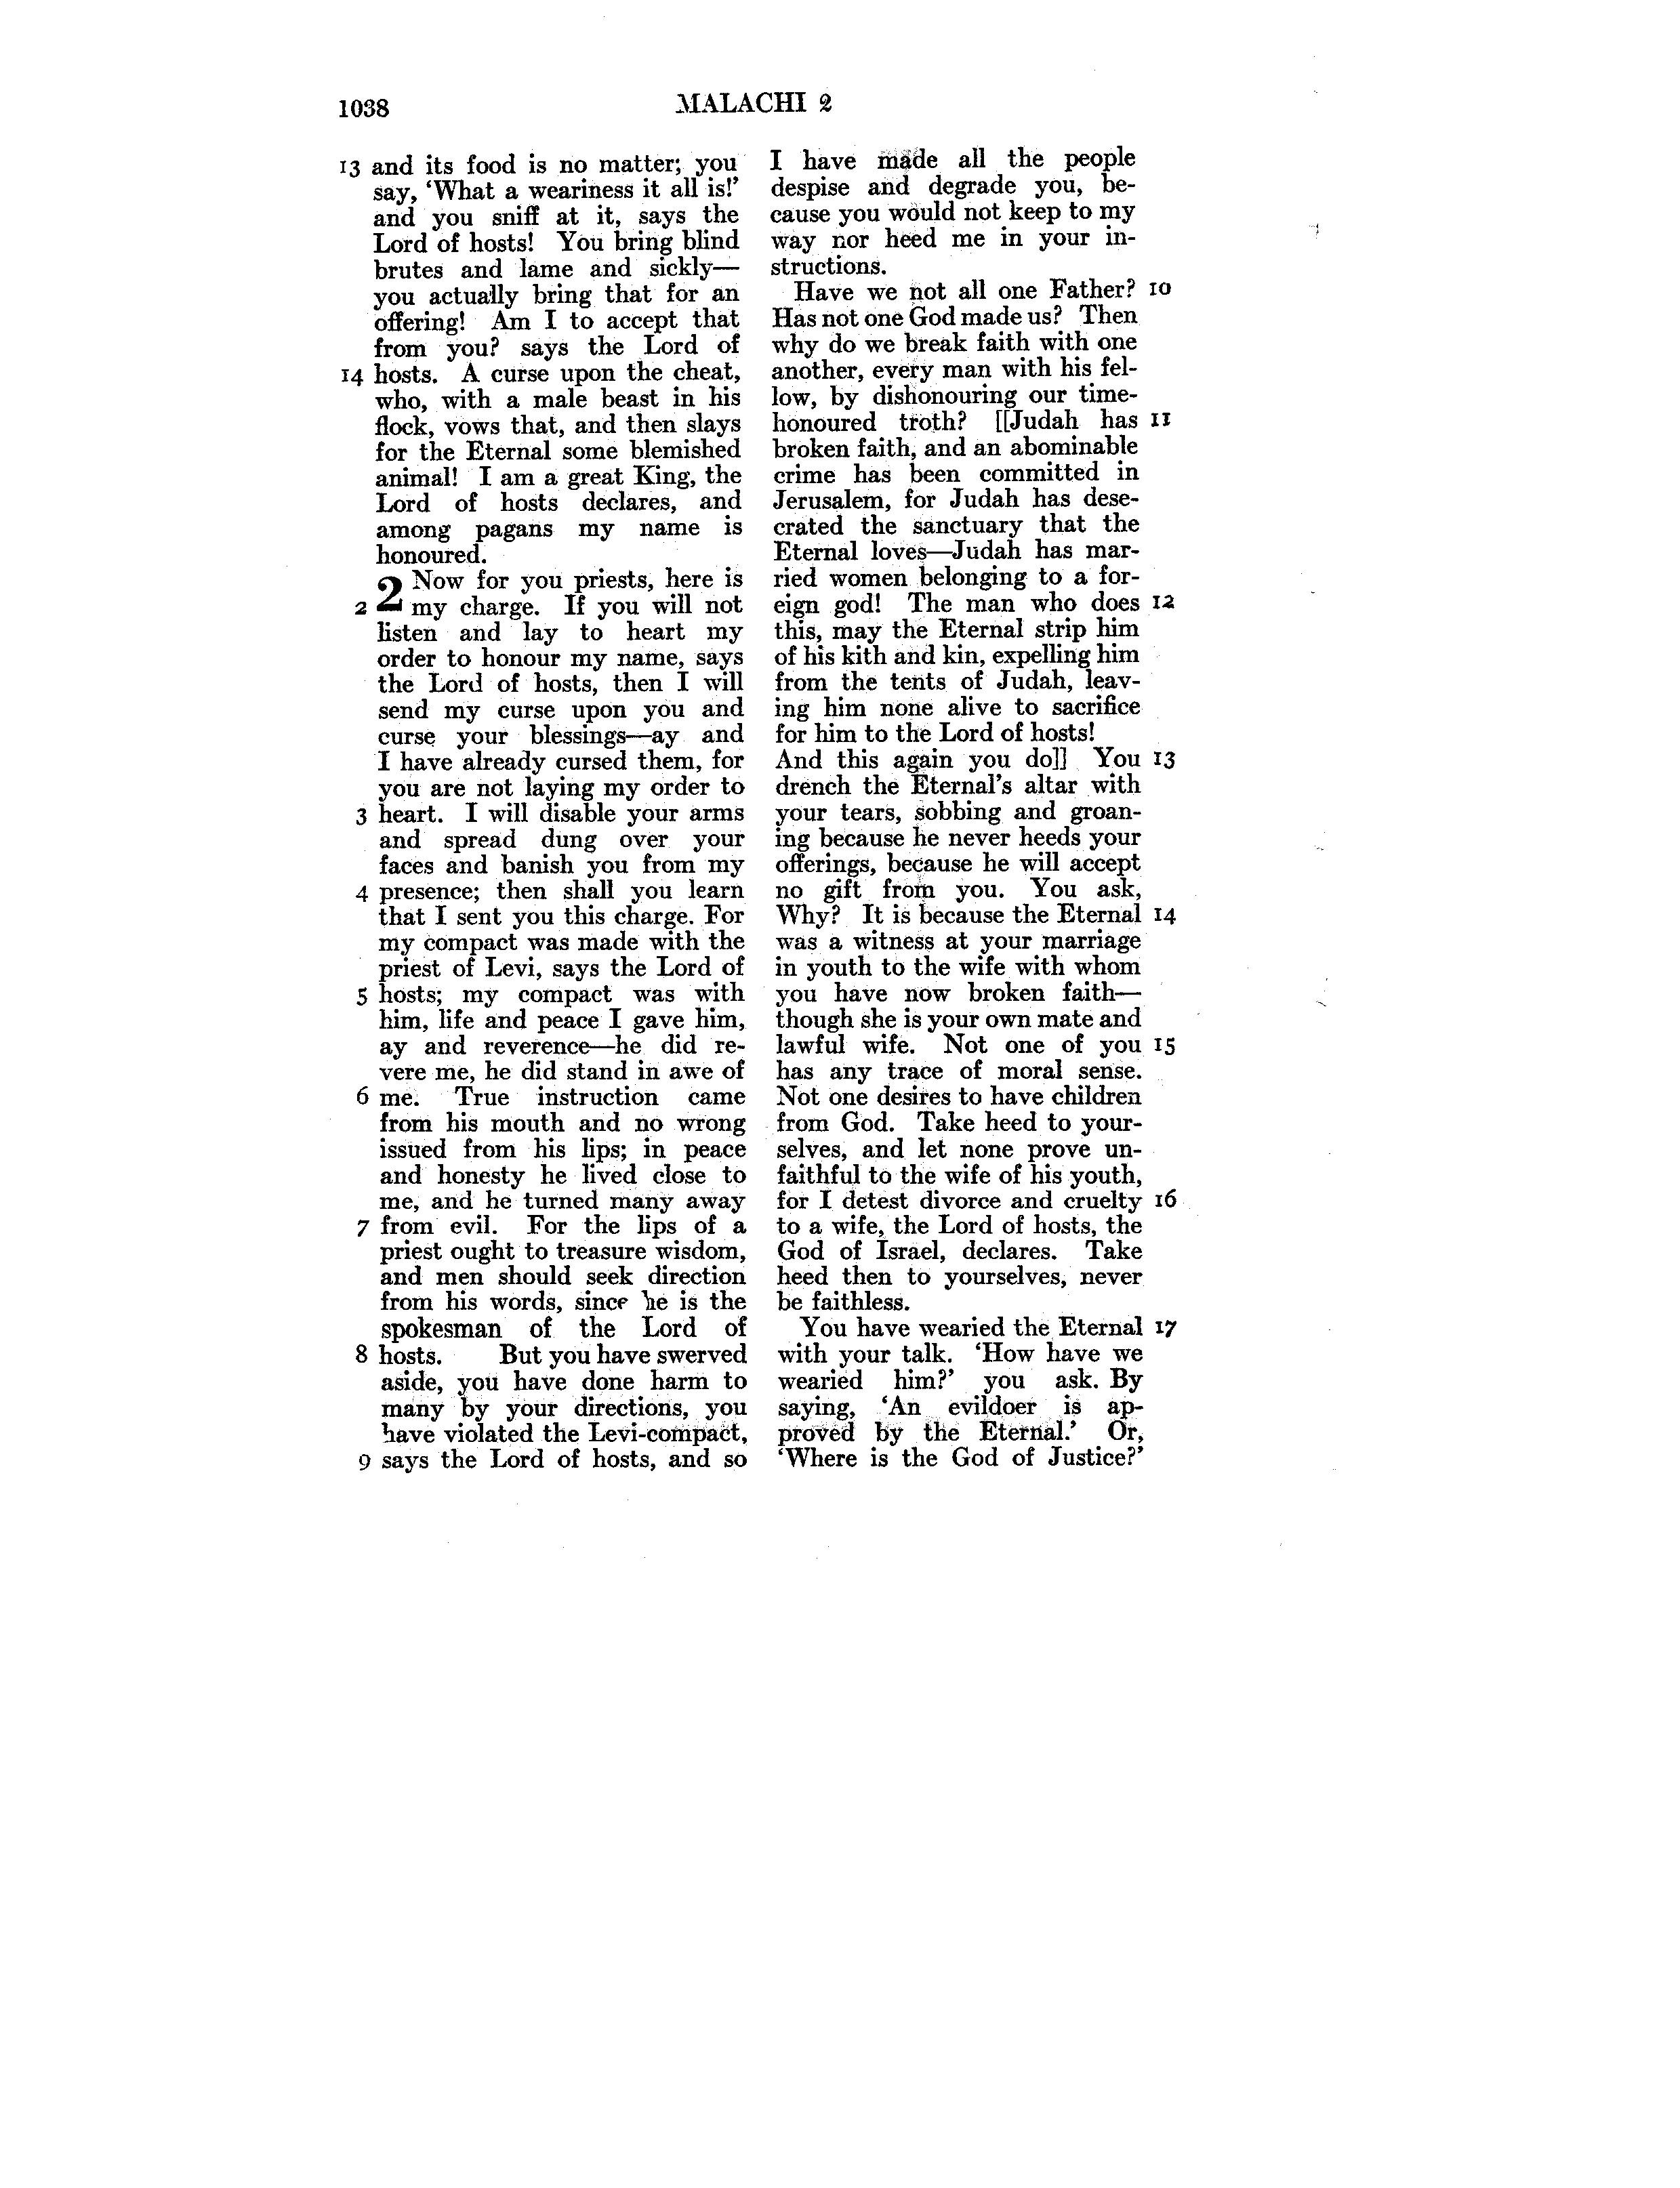 1038
MALACHI 2
13 and its food is no matter; you
say, ‘What a weariness it all is!’
and you sniff at it, says the
Lord of hosts! You bring blind
brutes and lame and sickly—
you actually bring that for an
offering! Am I to accept that
from you? says the Lord of
14 hosts. A curse upon the cheat,
who, with a male beast in his
flock, vows that, and then slays
for the Eternal some blemished
animal! I am a great King, the
Lord of hosts declares, and
among pagans my name is
honoured.
2 Now for you priests, here is
2 my charge. If you will not
listen and lay to heart my
order to honour my name, says
the Lord of hosts, then I will
send my curse upon you and
curse your blessings—ay and
I have already cursed them, for
you are not laying my order to
3 heart. I will disable your arms
and spread dung over your
faces and banish you from my
4 presence; then shall you learn
that I sent you this charge. For
my compact was made with the
priest of Levi, says the Lord of
5 hosts; my compact was with
him, life and peace I gave him,
ay and reverence—he did re-
vere me, he did stand in awe of
6 me. True instruction came
from his mouth and no wrong
issued from his lips; in peace
and honesty he lived close to
me, and he turned many away
7 from evil. For the lips of a
priest ought to treasure wisdom,
and men should seek direction
from his words, since he is the
spokesman of the Lord of
8 hosts. But you have swerved
aside, you have done harm to
many by your directions, you
have violated the Levi-compact,
9 says the Lord of hosts, and so
I have made all the people
despise and degrade you, be-
cause you would not keep to my
way nor heed me in your in-
structions.
Have we not all one Father? 10
Has not one God made us? Then
why do we break faith with one
another, every man with his fel-
low, by dishonouring our time-
honoured troth? [[Judah has 11
broken faith, and an abominable
crime has been committed in
Jerusalem, for Judah has dese-
crated the sanctuary that the
Eternal loves—Judah has mar-
ried women belonging to a for-
eign god! The man who does 12
this, may the Eternal strip him
of his kith and kin, expelling him
from the tents of Judah, leav-
ing him none alive to sacrifice
for him to the Lord of hosts!
And this again you do]] You 13
drench the Eternal’s altar with
your tears, sobbing and groan-
ing because he never heeds your
offerings, because he will accept
no gift from you. You ask,
Why? It is because the Eternal 14
was a witness at your marriage
in youth to the wife with whom
you have now broken faith—
though she is your own mate and
lawful wife. Not one of you 15
has any trace of moral sense.
Not one desires to have children
from God. Take heed to your-
selves, and let none prove un-
faithful to the wife of his youth,
for I detest divorce and cruelty 16
to a wife, the Lord of hosts, the
God of Israel, declares. Take
heed then to yourselves, never
be faithless.
You have wearied the Eternal 17
with your talk. ‘How have we
wearied him?’ you ask. By
saying, ‘An evildoer is ap-
proved by the Eternal.’ Or,
‘Where is the God of Justice?’